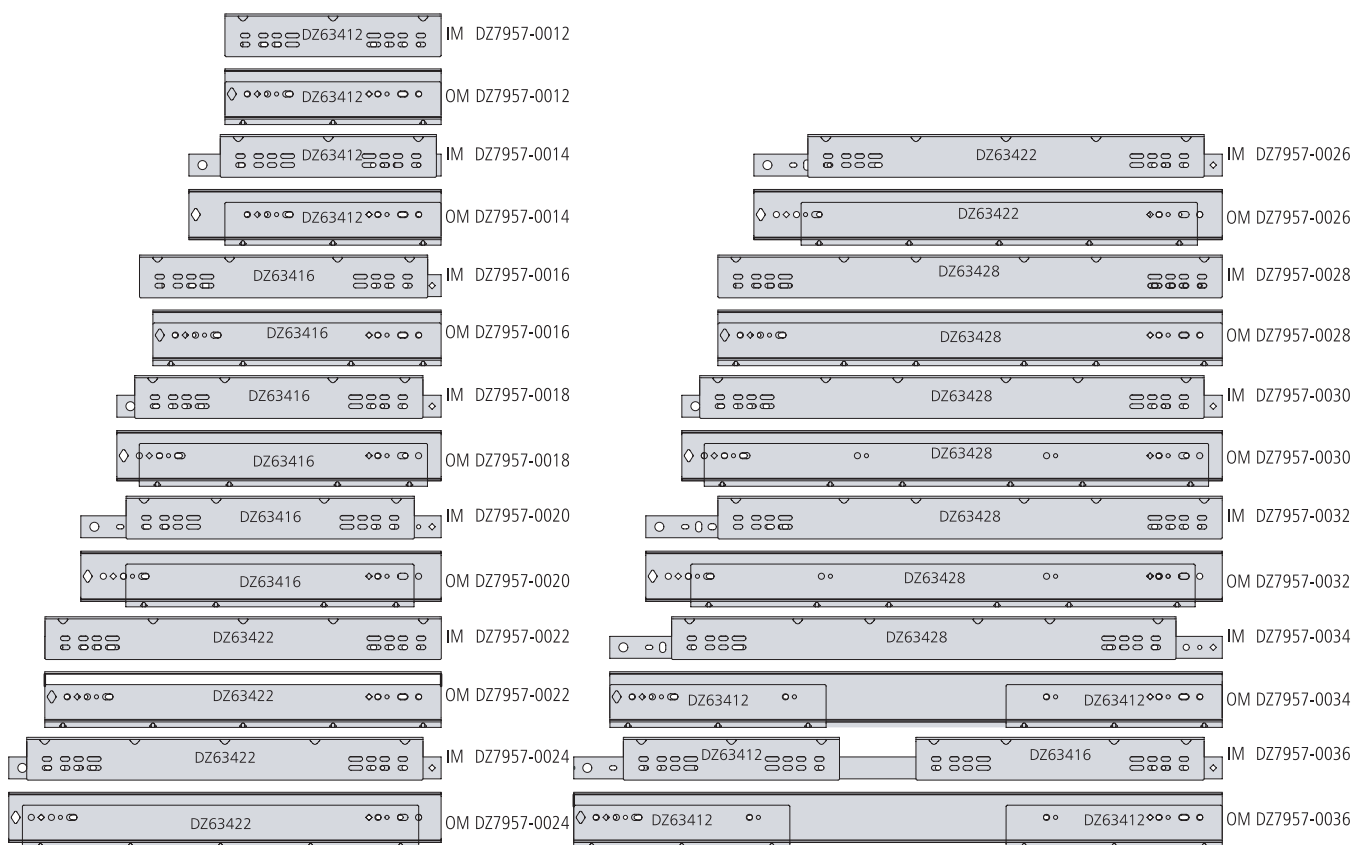 DZ63412 IM DZ7957-0012
DZ63412 OM DZ7957-0012
DZ63412 IM DZ7957-0014
DZ63412 OM DZ7957-0014
DZ63416 IM DZ7957-0016
DZ63416 OM DZ7957-0016
DZ63416 IM DZ7957-0018
DZ63416 OM DZ7957-0018
DZ63416 IM DZ7957-0020
DZ63416 OM DZ7957-0020
DZ63422 IM DZ7957-0022
DZ63422 OM DZ7957-0022
DZ63422 IM DZ7957-0024
DZ63422 OM DZ7957-0024
DZ63422 IM DZ7957-0026
DZ63422 OM DZ7957-0026
DZ63428 IM DZ7957-0028
DZ63428 OM DZ7957-0028
DZ63428 IM DZ7957-0030
DZ63428 OM DZ7957-0030
DZ63428 IM DZ7957-0032
DZ63428 OM DZ7957-0032
DZ63428 IM DZ7957-0034
DZ63412 DZ63412 OM DZ7957-0034
DZ63412 DZ63416 IM DZ7957-0036
DZ63412 DZ63412 OM DZ7957-0036